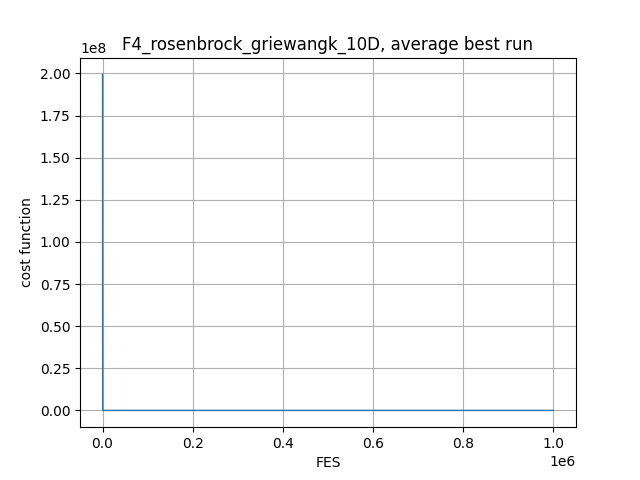 F4_rosenbrock_griewangk_10D, average best run
1e8
2.00
1.75
1.50
1.25
1.00
0.75
0.50
0.25
0.00
cost function
0.0 0.2 0.4 0.6 0.8 1.0
FES
1e6